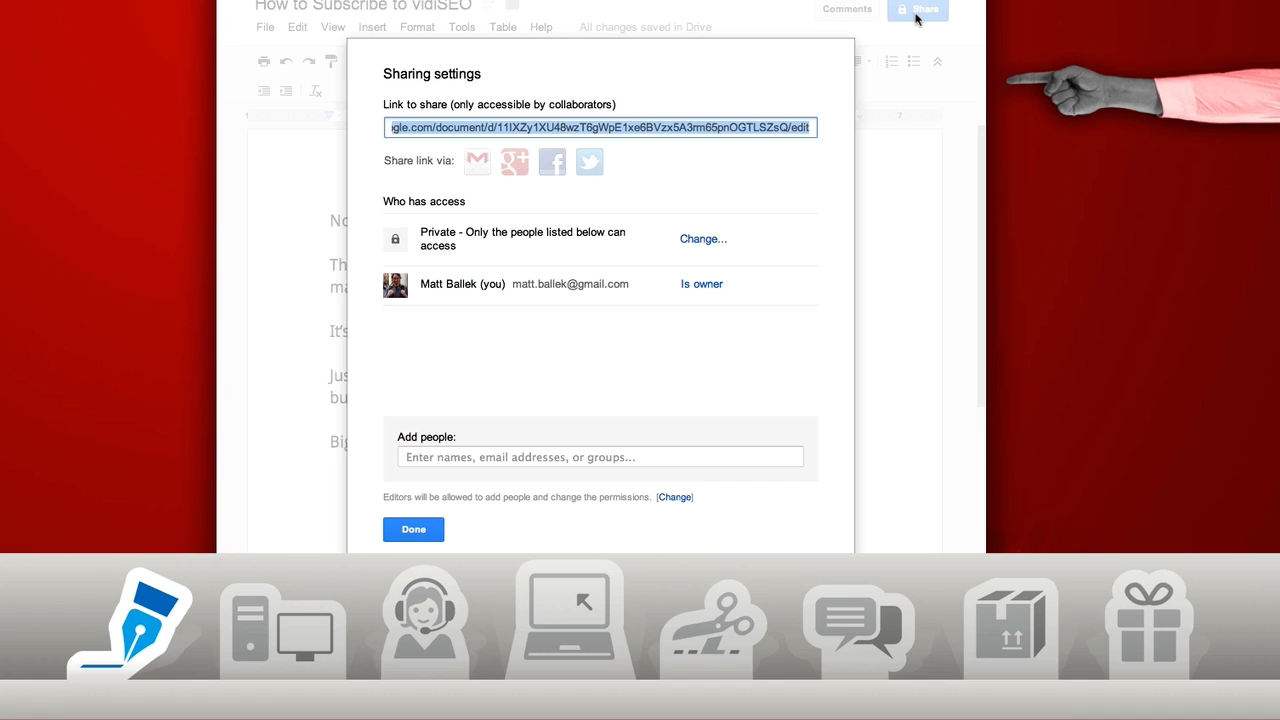 How to Subscribe to VidiSEO
Comments
Share
File Edit View Insert Format Tools Table Help All changes saved in Drive
Sharing settings
Link to share (only accessible by collaborators)
gle.com/document/d/11IXZy1XU48wzT6gWpE1xe6BVzx5A3rm65pnOGTLSZsQ/edit
Share link via:
Who has access
Private - Only the people listed below can
access
Change...
Matt Ballek (you) matt.ballek@gmail.com Is owner
Add people:
Enter names, email addresses, or groups...
Editors will be allowed to add people and change the permissions. [Change]
Done
1
7
It's